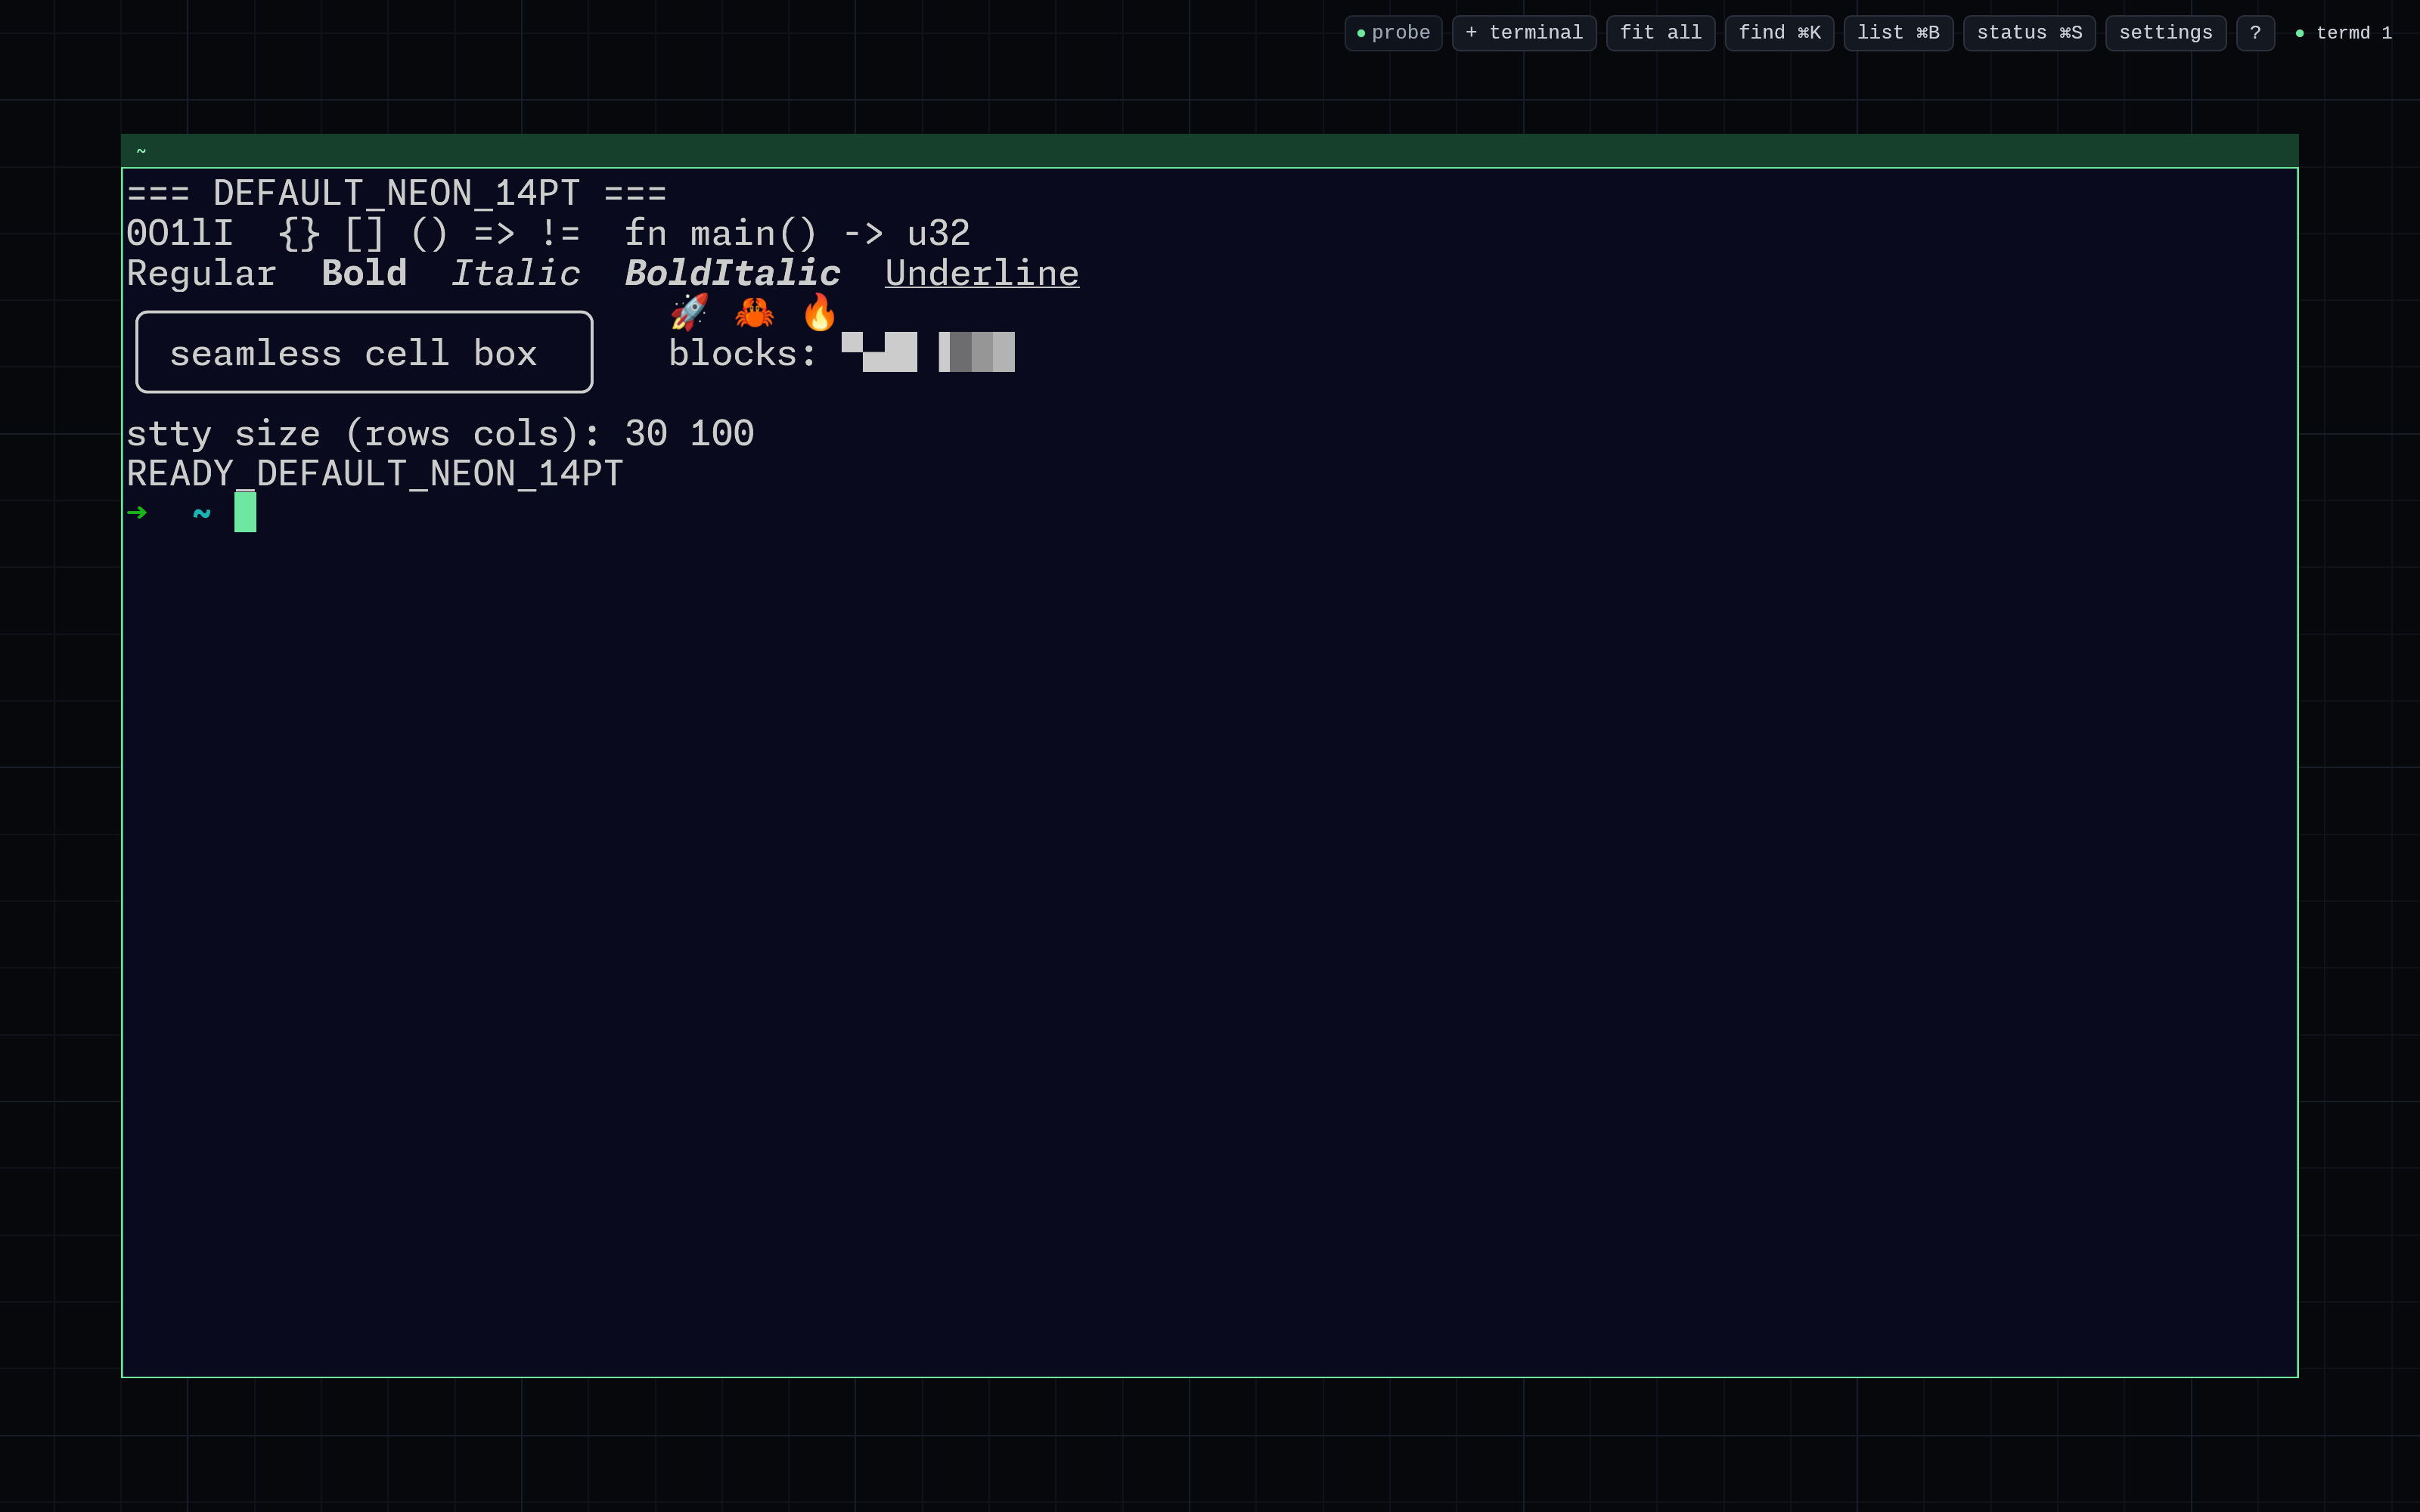 probe + terminal fit all find ⌘K list ⌘B status ⌘S settings ? termd 1
~
=== DEFAULT_NEON_14PT ===
0O1lI  {} [] () => !=  fn main() -> u32
Regular  Bold  Italic  BoldItalic  Underline
🚀 🦀 🔥
seamless cell box blocks: ▀▄█ ▌▓▒░
stty size (rows cols): 30 100
READY_DEFAULT_NEON_14PT
➜  ~